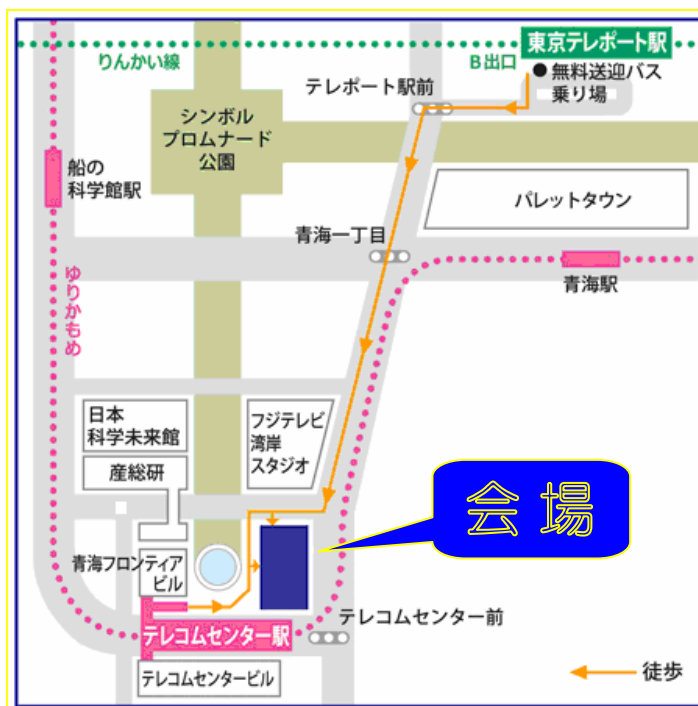 東京テレポート駅
りんかい線
B出口
●無料送迎バス
乗り場
テレポート駅前
シンボル
プロムナード
公園
船の
科学館駅
パレットタウン
青海一丁目
青海駅
ゆりかもめ
日本
科学未来館
フジテレビ
湾岸
スタジオ
産総研
会場
青海フロンティア
ビル
テレコムセンター前
テレコムセンター駅
テレコムセンタービル
徒歩